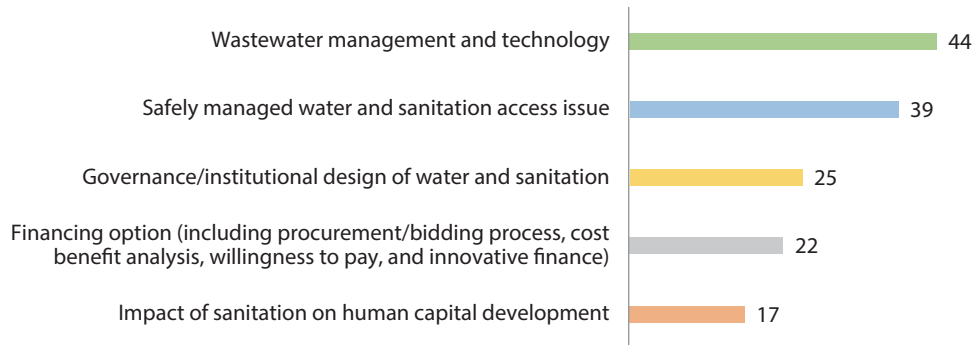 Wastewater management and technology 44
Safely managed water and sanitation access issue 39
Governance/institutional design of water and sanitation 25
Financing option (including procurement/bidding process, cost
benefit analysis, willingness to pay, and innovative finance) 22
Impact of sanitation on human capital development 17